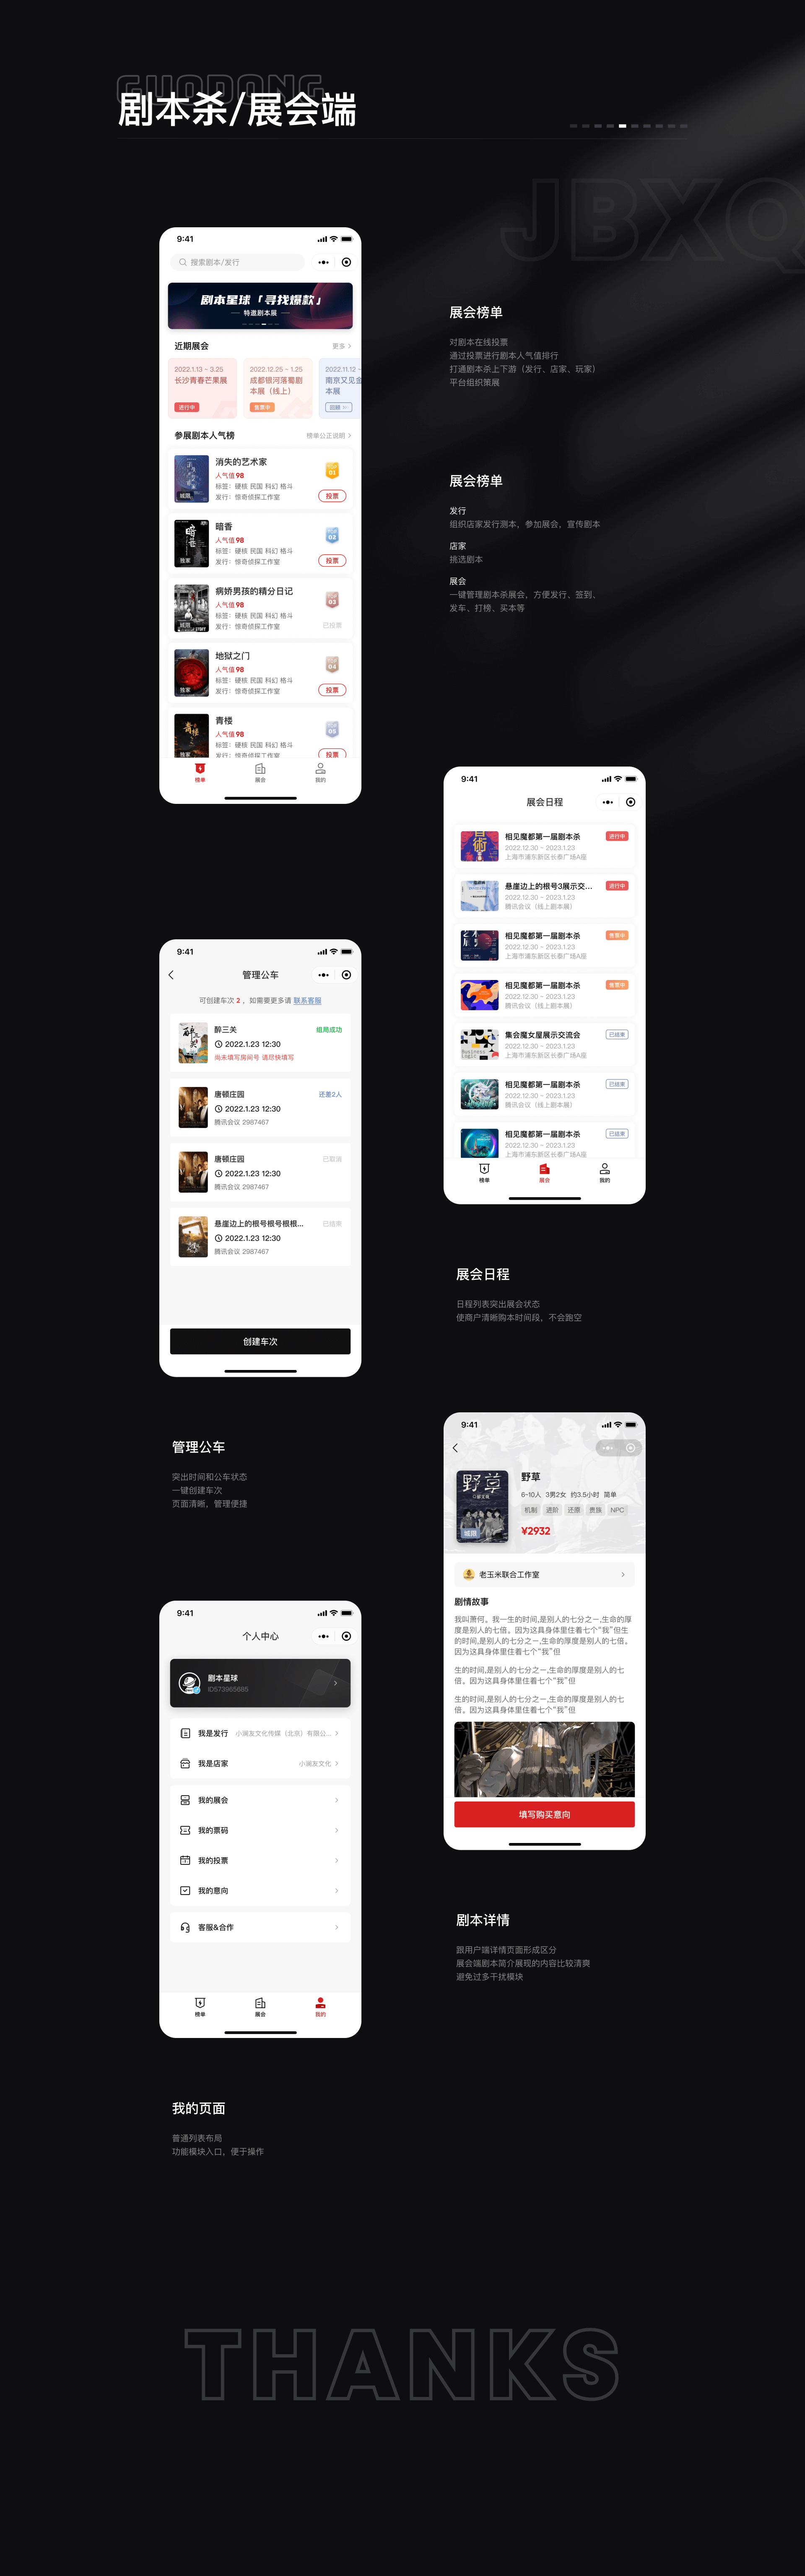 GUODONG
剧本杀/展会端
JBXQ
9:41
搜索剧本/发行
剧本星球「寻找爆款」
特邀剧本展
近期展会
更多
2022.1.13 - 3.25
长沙青春芒果展
进行中
2022.12.25 - 1.25
成都银河落蜀剧
本展（线上）
售票中
2022.11.12 -
南京又见金
本展
回顾
参展剧本人气榜
榜单公正说明
消失的艺术家
人气值98
标签：硬核 民国 科幻 格斗
发行：惊奇侦探工作室
城限
01
投票
暗香
人气值98
标签：硬核 民国 科幻 格斗
发行：惊奇侦探工作室
暗香
独家
02
投票
病娇男孩的精分日记
人气值98
标签：硬核 民国 科幻 格斗
发行：惊奇侦探工作室
城限
03
已投票
地狱之门
人气值98
标签：硬核 民国 科幻 格斗
发行：惊奇侦探工作室
独家
04
投票
青楼
人气值98
标签：硬核 民国 科幻 格斗
发行：惊奇侦探工作室
青楼
独家
05
投票
榜单
展会
我的
展会榜单
对剧本在线投票
通过投票进行剧本人气值排行
打通剧本杀上下游（发行、店家、玩家）
平台组织策展
展会榜单
发行
组织店家发行测本，参加展会，宣传剧本
店家
挑选剧本
展会
一键管理剧本杀展会，方便发行、签到、
发车、打榜、买本等
9:41
展会日程
相见魔都第一届剧本杀
进行中
2022.12.30 - 2023.1.23
上海市浦东新区长泰广场A座
悬崖边上的根号3展示交...
进行中
2022.12.30 - 2023.1.23
腾讯会议（线上剧本展）
相见魔都第一届剧本杀
售票中
2022.12.30 - 2023.1.23
上海市浦东新区长泰广场A座
相见魔都第一届剧本杀
售票中
2022.12.30 - 2023.1.23
腾讯会议（线上剧本展）
集会魔女屋展示交流会
已结束
2022.12.30 - 2023.1.23
上海市浦东新区长泰广场A座
相见魔都第一届剧本杀
已结束
2022.12.30 - 2023.1.23
腾讯会议（线上剧本展）
相见魔都第一届剧本杀
已结束
2022.12.30 - 2023.1.23
上海市浦东新区长泰广场A座
榜单
展会
我的
展会日程
日程列表突出展会状态
使商户清晰购本时间段，不会跑空
9:41
管理公车
可创建车次 2 ，如需要更多请 联系客服
醉三关
组局成功
2022.1.23 12:30
尚未填写房间号 请尽快填写
唐顿庄园
还差2人
2022.1.23 12:30
腾讯会议 2987467
唐顿庄园
已取消
2022.1.23 12:30
腾讯会议 2987467
悬崖边上的根号根号根根...
已结束
2022.1.23 12:30
腾讯会议 2987467
创建车次
管理公车
突出时间和公车状态
一键创建车次
页面清晰，管理便捷
9:41
野草
城限
野草
6-10人 3男2女 约3.5小时 简单
机制 进阶 还原 贵族 NPC
¥2932
老玉米联合工作室
剧情故事
我叫萧何。我一生的时间,是别人的七分之一,生命的厚
度是别人的七倍。因为这具身体里住着七个“我”但生
的时间,是别人的七分之一,生命的厚度是别人的七倍。
因为这具身体里住着七个“我”但
生的时间,是别人的七分之一,生命的厚度是别人的七
倍。因为这具身体里住着七个“我”但
生的时间,是别人的七分之一,生命的厚度是别人的七
倍。因为这具身体里住着七个“我”但
填写购买意向
剧本详情
跟用户端详情页面形成区分
展会端剧本简介展现的内容比较清爽
避免过多干扰模块
9:41
个人中心
剧本星球
ID573965685
我是发行
小澜友文化传媒（北京）有限公...
我是店家
小澜友文化
我的展会
我的票码
我的投票
我的意向
客服&合作
榜单
展会
我的
我的页面
普通列表布局
功能模块入口，便于操作
THANKS